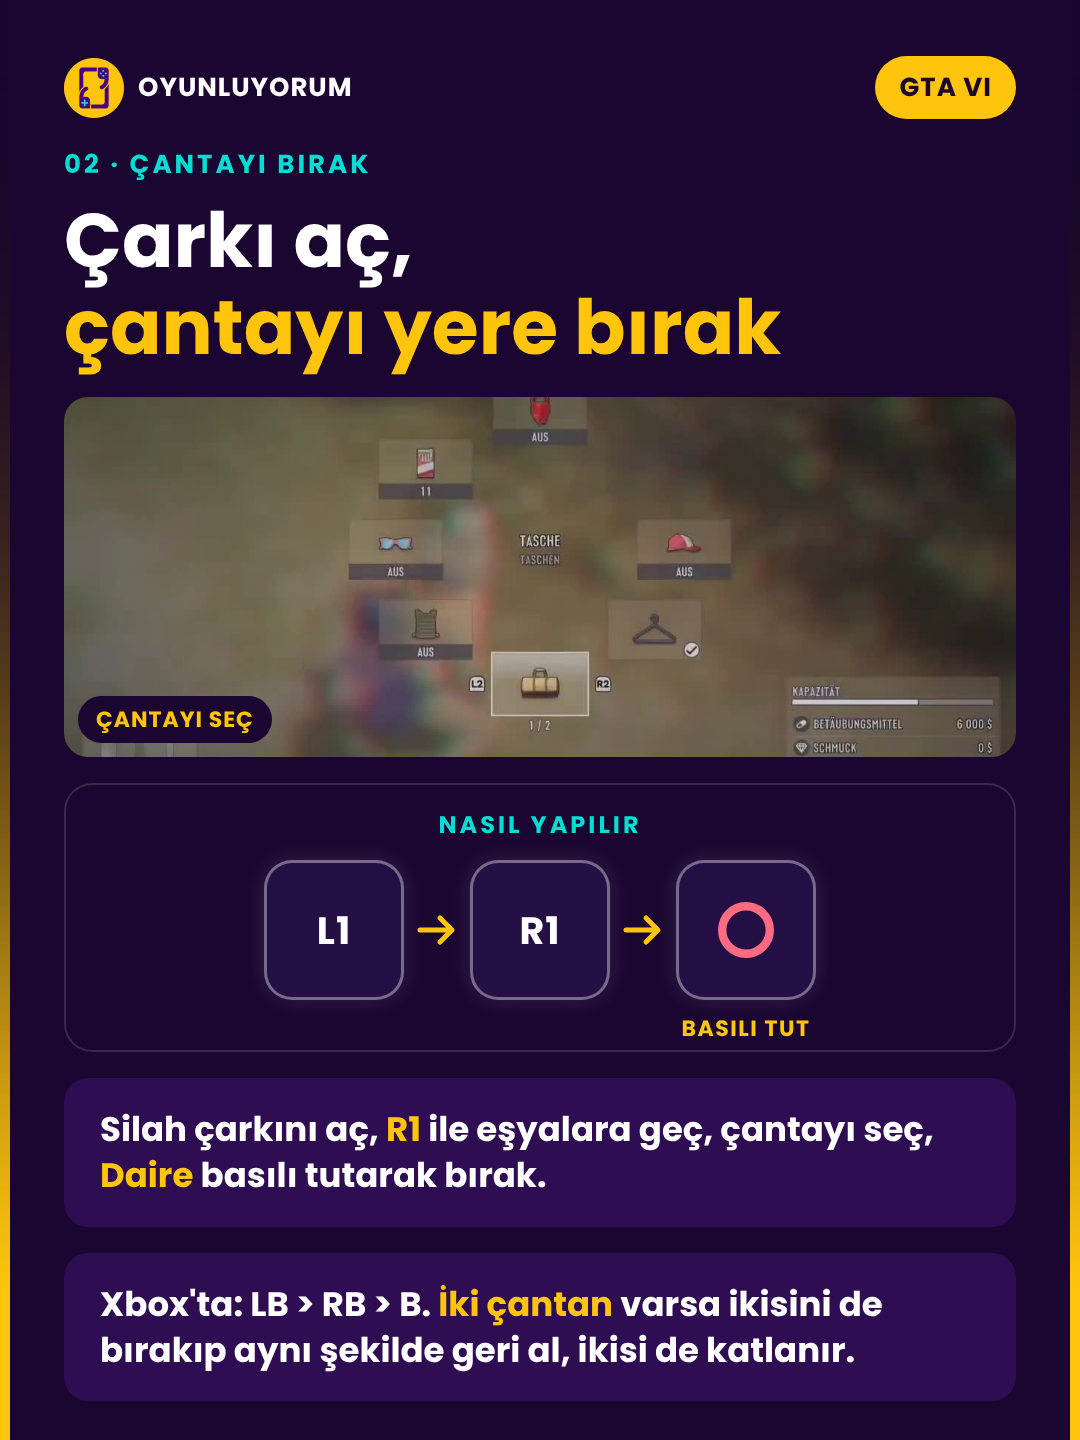 OYUNLUYORUM
GTA VI
02 · ÇANTAYI BIRAK
Çarkı aç,
çantayı yere bırak
AUS
11
AUS
TASCHE
TASCHEN
AUS
AUS
L2
R2
1 / 2
KAPAZITÄT
BETÄUBUNGSMITTEL 6 000 $
SCHMUCK 0 $
ÇANTAYI SEÇ
NASIL YAPILIR
L1 → R1 →
BASILI TUT
Silah çarkını aç, R1 ile eşyalara geç, çantayı seç,
Daire basılı tutarak bırak.
Xbox'ta: LB > RB > B. İki çantan varsa ikisini de
bırakıp aynı şekilde geri al, ikisi de katlanır.